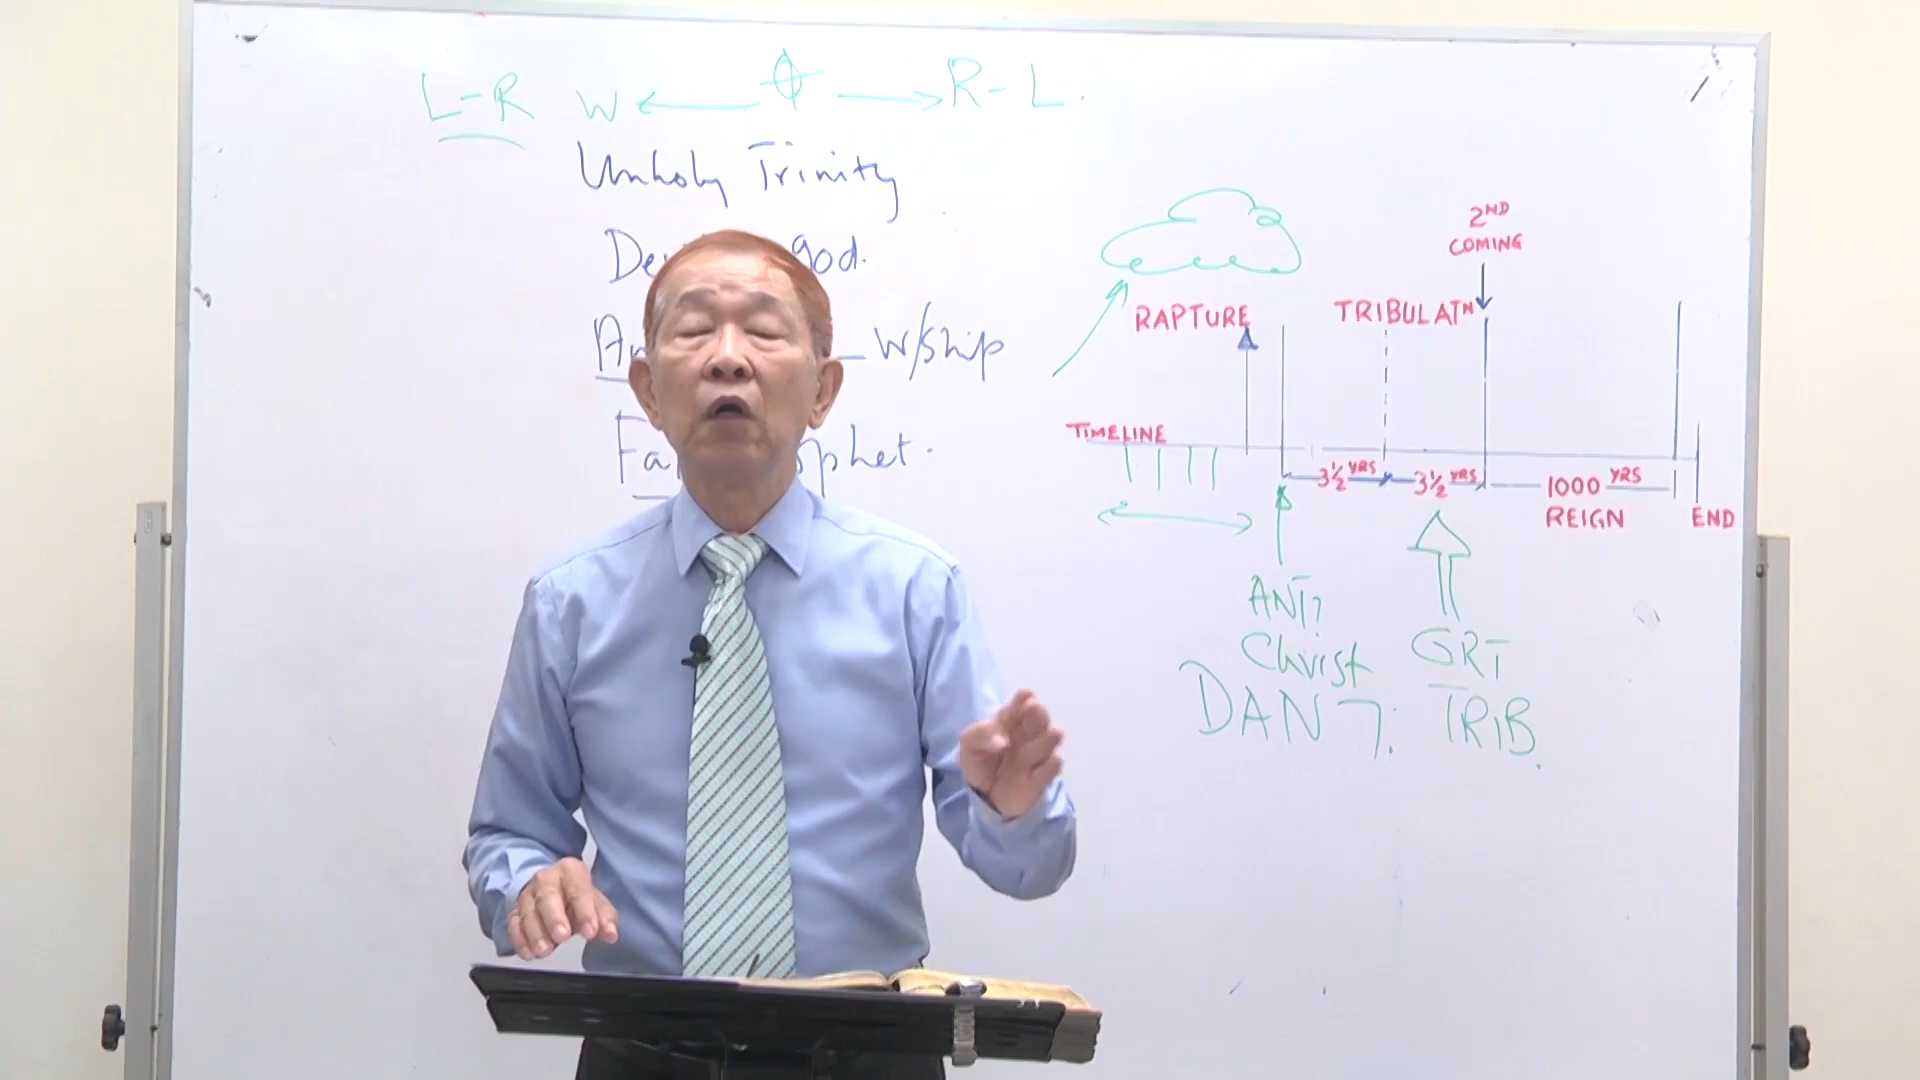 L-R W ← → R-L.
Unholy Trinity
god.
W/Ship
2ND
COMING
RAPTURE
TRIBULATN
TIMELINE
3½ YRS 3½ YRS 1000 YRS
REIGN
END
ANTI
Christ
GRT
DAN 7: TRIB.